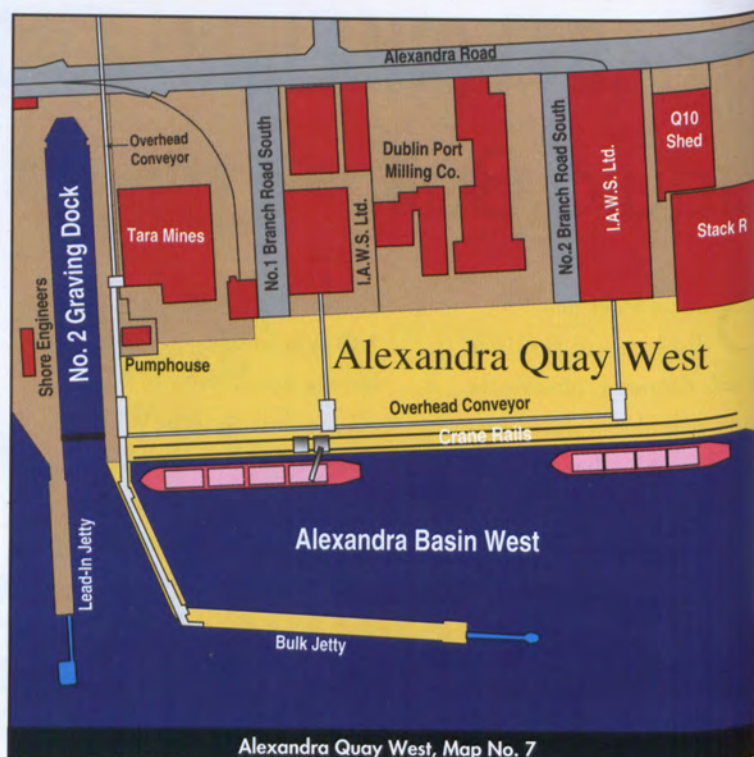 Alexandra Road
Overhead
Conveyor
No. 2 Graving Dock
Shore Engineers
Tara Mines
No.1 Branch Road South
I.A.W.S. Ltd.
Dublin Port
Milling Co.
No.2 Branch Road South
I.A.W.S. Ltd.
Q10
Shed
Stack R
Pumphouse
Alexandra Quay West
Overhead Conveyor
Crane Rails
Lead-In Jetty
Alexandra Basin West
Bulk Jetty
Alexandra Quay West, Map No. 7